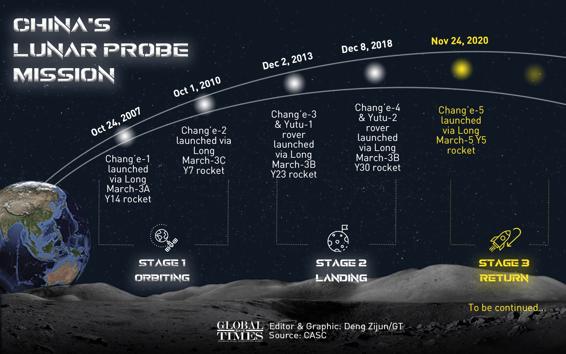 CHINA'S
LUNAR PROBE
MISSION
Oct 24, 2007
Chang'e-1
launched
via Long
March-3A
Y14 rocket
Oct 1, 2010
Chang'e-2
launched via
Long
March-3C
Y7 rocket
Dec 2, 2013
Chang'e-3
& Yutu-1
rover
launched
via Long
March-3B
Y23 rocket
Dec 8, 2018
Chang'e-4
& Yutu-2
rover
launched
via Long
March-3B
Y30 rocket
Nov 24, 2020
Chang'e-5
launched
via Long
March-5 Y5
rocket
STAGE 1
ORBITING
STAGE 2
LANDING
STAGE 3
RETURN
To be continued...
GLOBAL
TIMES
Editor & Graphic: Deng Zijun/GT
Source: CASC